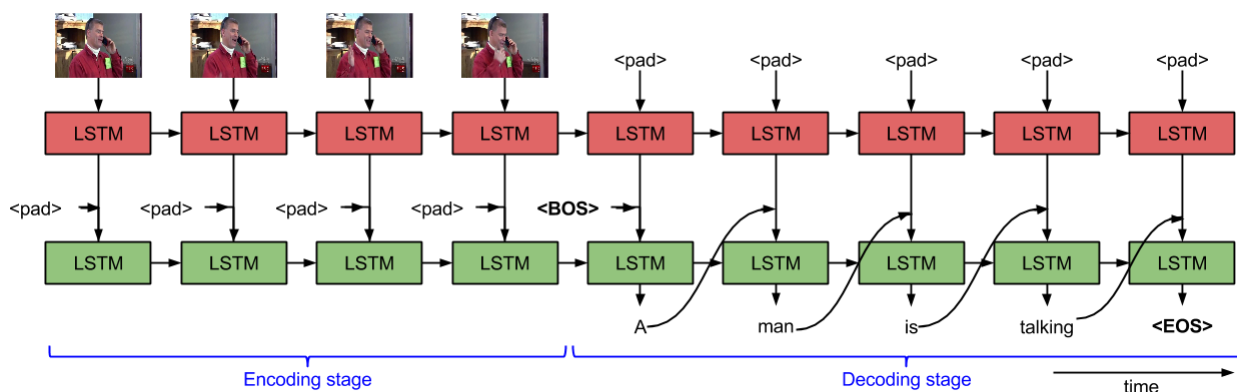 <pad> <pad> <pad> <pad> <pad>
LSTM LSTM LSTM LSTM LSTM LSTM LSTM LSTM LSTM
<pad> <pad> <pad> <pad> <BOS>
LSTM LSTM LSTM LSTM LSTM LSTM LSTM LSTM LSTM
A man is talking <EOS>
Encoding stage Decoding stage time